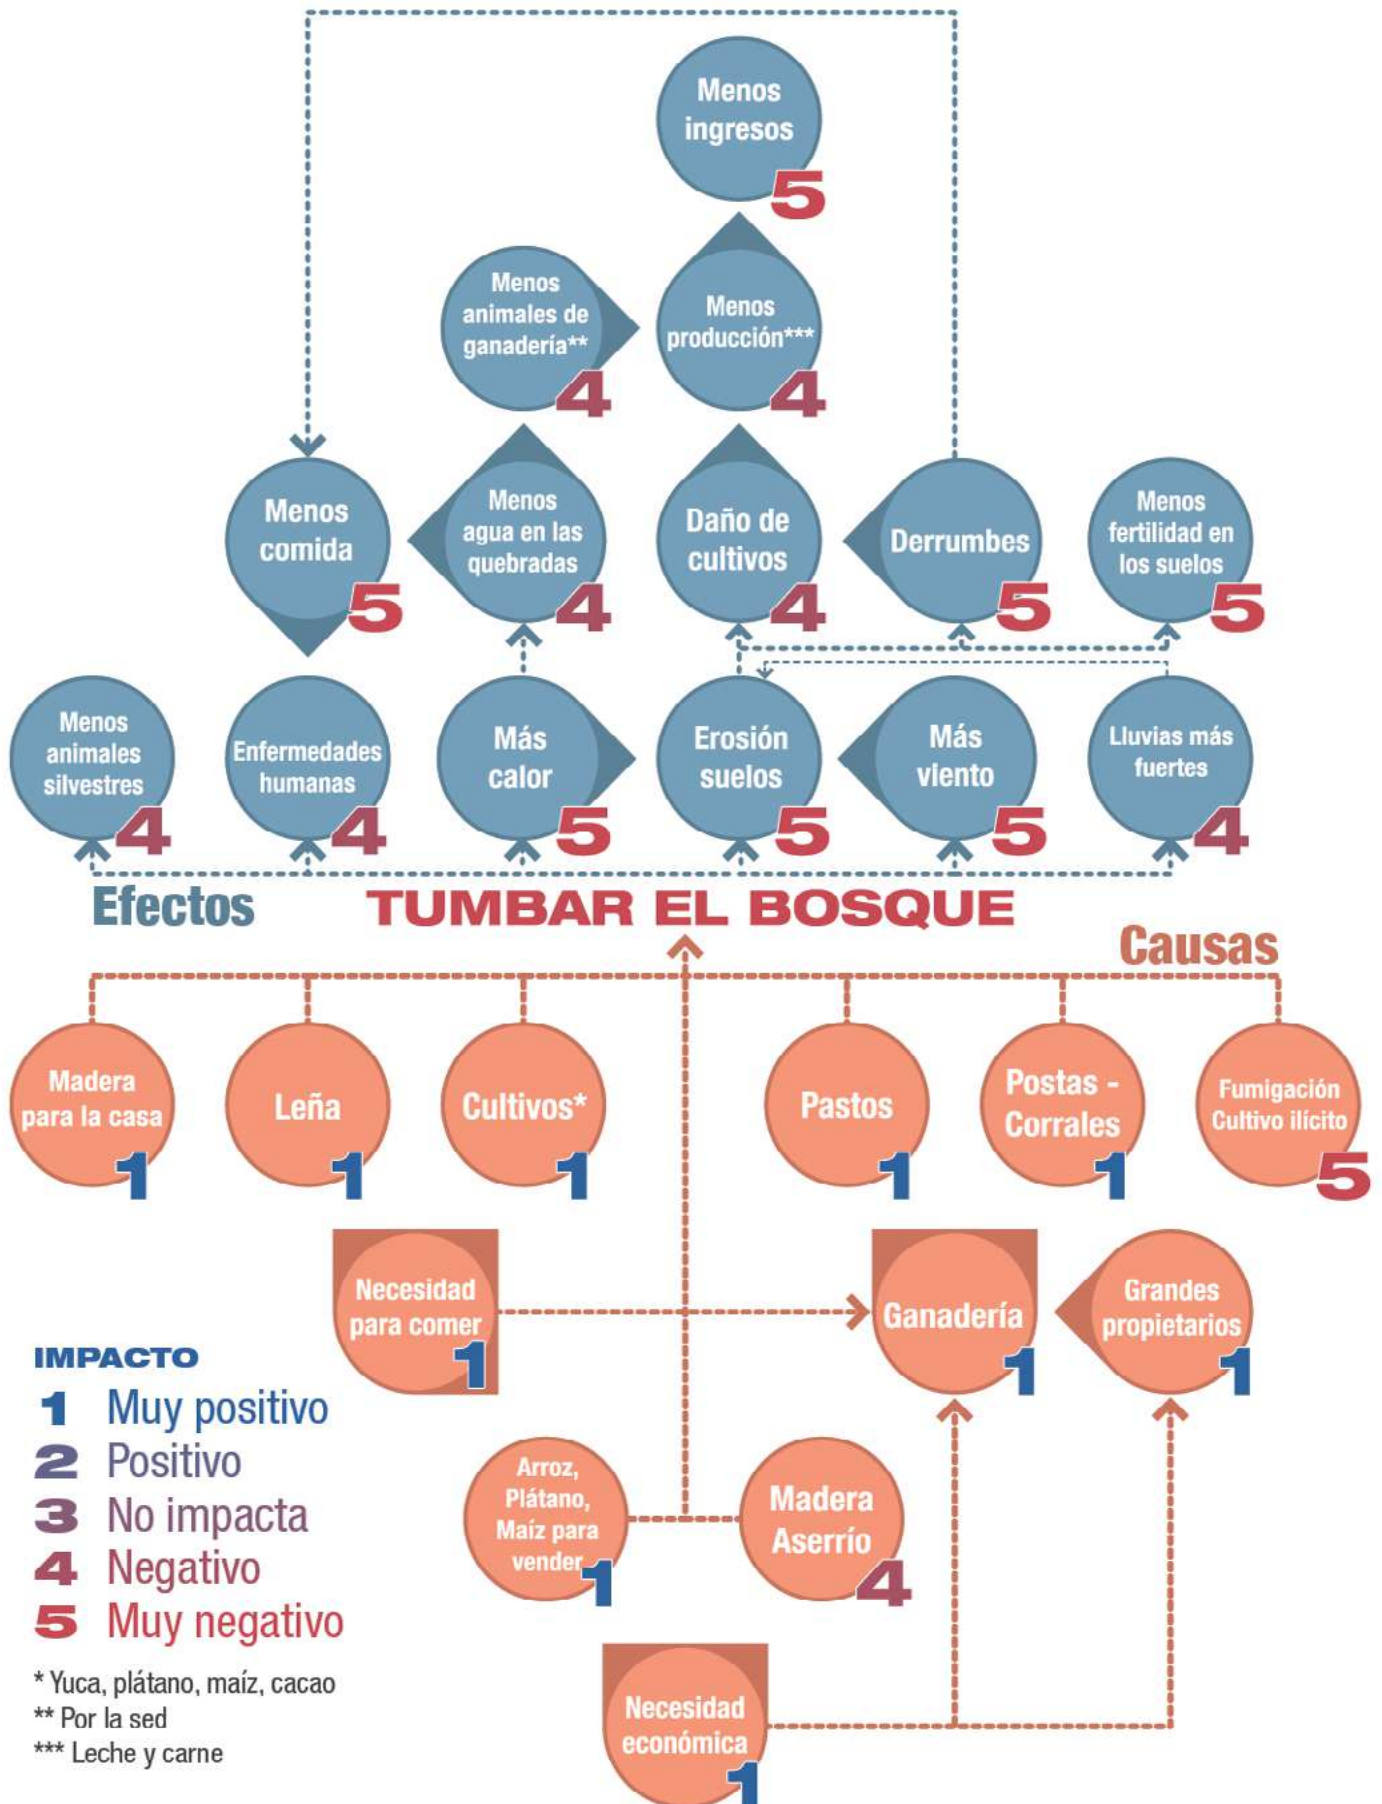 Menos
ingresos
5
Menos
animales de
ganadería**
4
Menos
producción***
4
Menos
comida
5
Menos
agua en las
quebradas
4
Daño de
cultivos
4
Derrumbes
5
Menos
fertilidad en
los suelos
5
Menos
animales
silvestres
4
Enfermedades
humanas
4
Más
calor
5
Erosión
suelos
5
Más
viento
5
Lluvias más
fuertes
4
Efectos
TUMBAR EL BOSQUE
Causas
Madera
para la casa
1
Leña
1
Cultivos*
1
Pastos
1
Postas -
Corrales
1
Fumigación
Cultivo ilícito
5
Necesidad
para comer
1
Ganadería
1
Grandes
propietarios
1
Arroz,
Plátano,
Maíz para
vender
1
Madera
Aserrío
4
Necesidad
económica
1
IMPACTO
1 Muy positivo
2 Positivo
3 No impacta
4 Negativo
5 Muy negativo
* Yuca, plátano, maíz, cacao
** Por la sed
*** Leche y carne